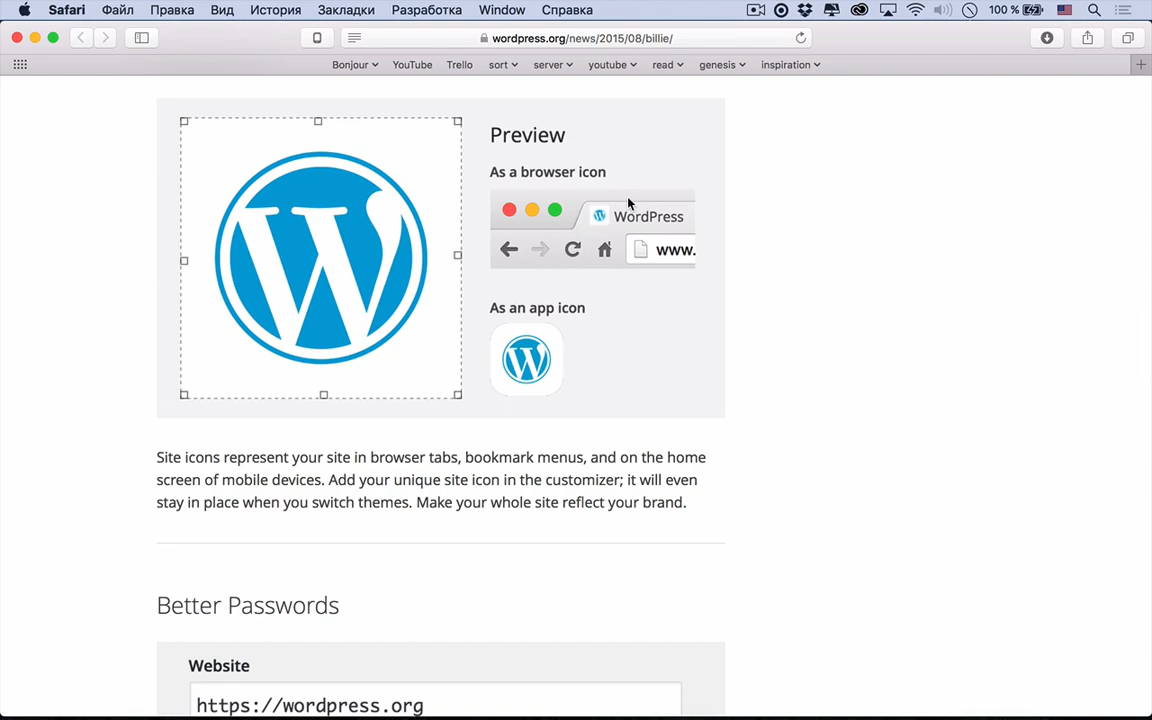 Safari Файл Правка Вид История Закладки Разработка Window Справка 100 %
wordpress.org/news/2015/08/billie/
Bonjour YouTube Trello sort server youtube read genesis inspiration
Preview
As a browser icon
WordPress
www.
As an app icon
Site icons represent your site in browser tabs, bookmark menus, and on the home
screen of mobile devices. Add your unique site icon in the customizer; it will even
stay in place when you switch themes. Make your whole site reflect your brand.
Better Passwords
Website
https://wordpress.org